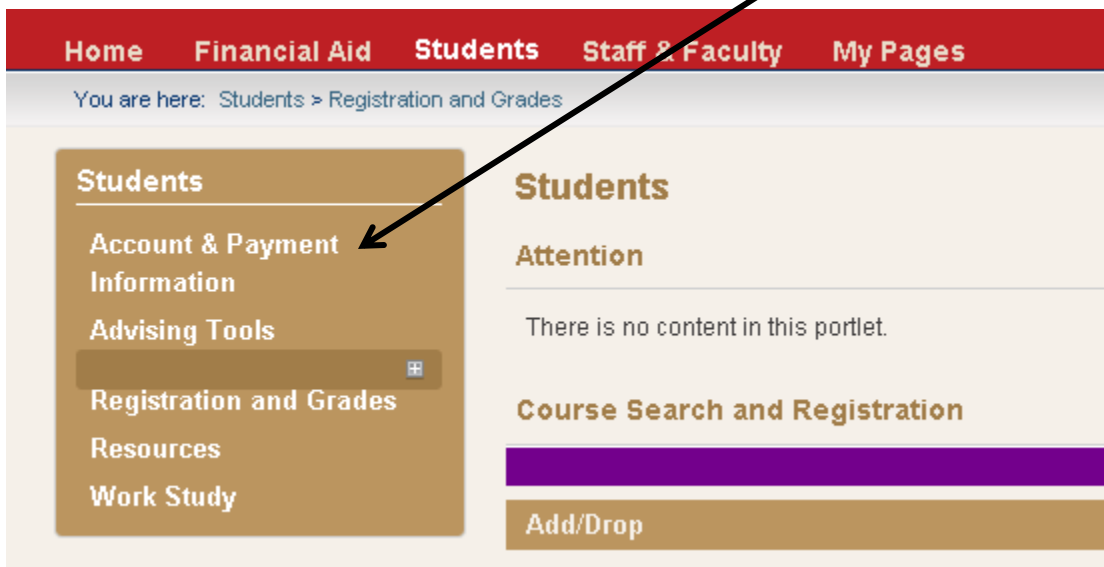 Home Financial Aid Students Staff & Faculty My Pages
You are here: Students > Registration and Grades
Students
Account & Payment
Information
Advising Tools
Registration and Grades
Resources
Work Study
Students
Attention
There is no content in this portlet.
Course Search and Registration
Add/Drop